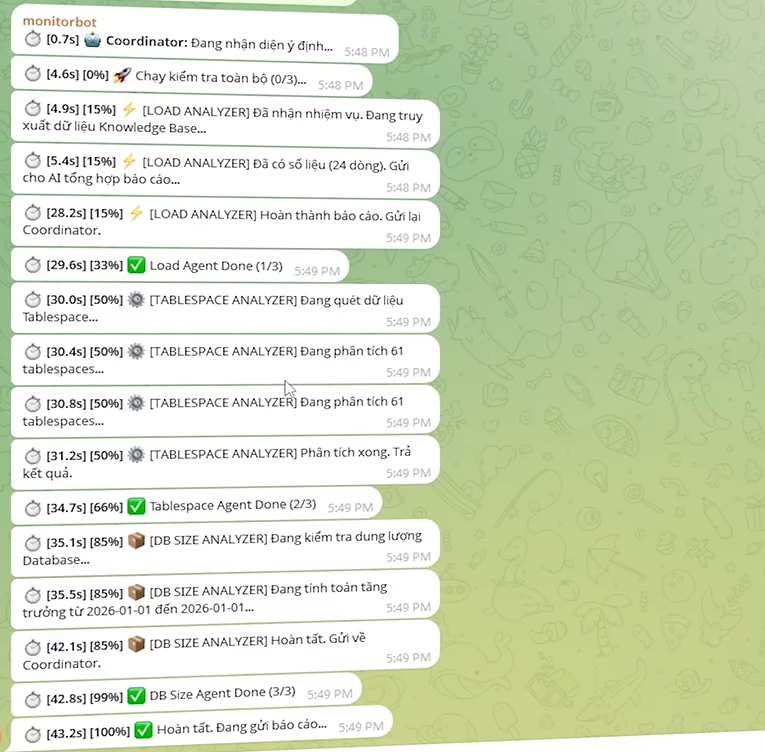 monitorbot
[0.7s] Coordinator: Đang nhận diện ý định... 5:48 PM
[4.6s] [0%] 🚀 Chạy kiểm tra toàn bộ (0/3)... 5:48 PM
[4.9s] [15%] ⚡ [LOAD ANALYZER] Đã nhận nhiệm vụ. Đang truy
xuất dữ liệu Knowledge Base...
5:48 PM
[5.4s] [15%] ⚡ [LOAD ANALYZER] Đã có số liệu (24 dòng). Gửi
cho AI tổng hợp báo cáo...
5:48 PM
[28.2s] [15%] ⚡ [LOAD ANALYZER] Hoàn thành báo cáo. Gửi lại
Coordinator.
5:49 PM
[29.6s] [33%] ✅ Load Agent Done (1/3) 5:49 PM
[30.0s] [50%] ⚙️ [TABLESPACE ANALYZER] Đang quét dữ liệu
Tablespace...
5:49 PM
[30.4s] [50%] ⚙️ [TABLESPACE ANALYZER] Đang phân tích 61
tablespaces...
5:49 PM
[30.8s] [50%] ⚙️ [TABLESPACE ANALYZER] Đang phân tích 61
tablespaces...
5:49 PM
[31.2s] [50%] ⚙️ [TABLESPACE ANALYZER] Phân tích xong. Trả
kết quả.
5:49 PM
[34.7s] [66%] ✅ Tablespace Agent Done (2/3) 5:49 PM
[35.1s] [85%] 📦 [DB SIZE ANALYZER] Đang kiểm tra dung lượng
Database...
5:49 PM
[35.5s] [85%] 📦 [DB SIZE ANALYZER] Đang tính toán tăng
trưởng từ 2026-01-01 đến 2026-01-01...
5:49 PM
[42.1s] [85%] 📦 [DB SIZE ANALYZER] Hoàn tất. Gửi về
Coordinator.
5:49 PM
[42.8s] [99%] ✅ DB Size Agent Done (3/3) 5:49 PM
[43.2s] [100%] ✅ Hoàn tất. Đang gửi báo cáo... 5:49 PM